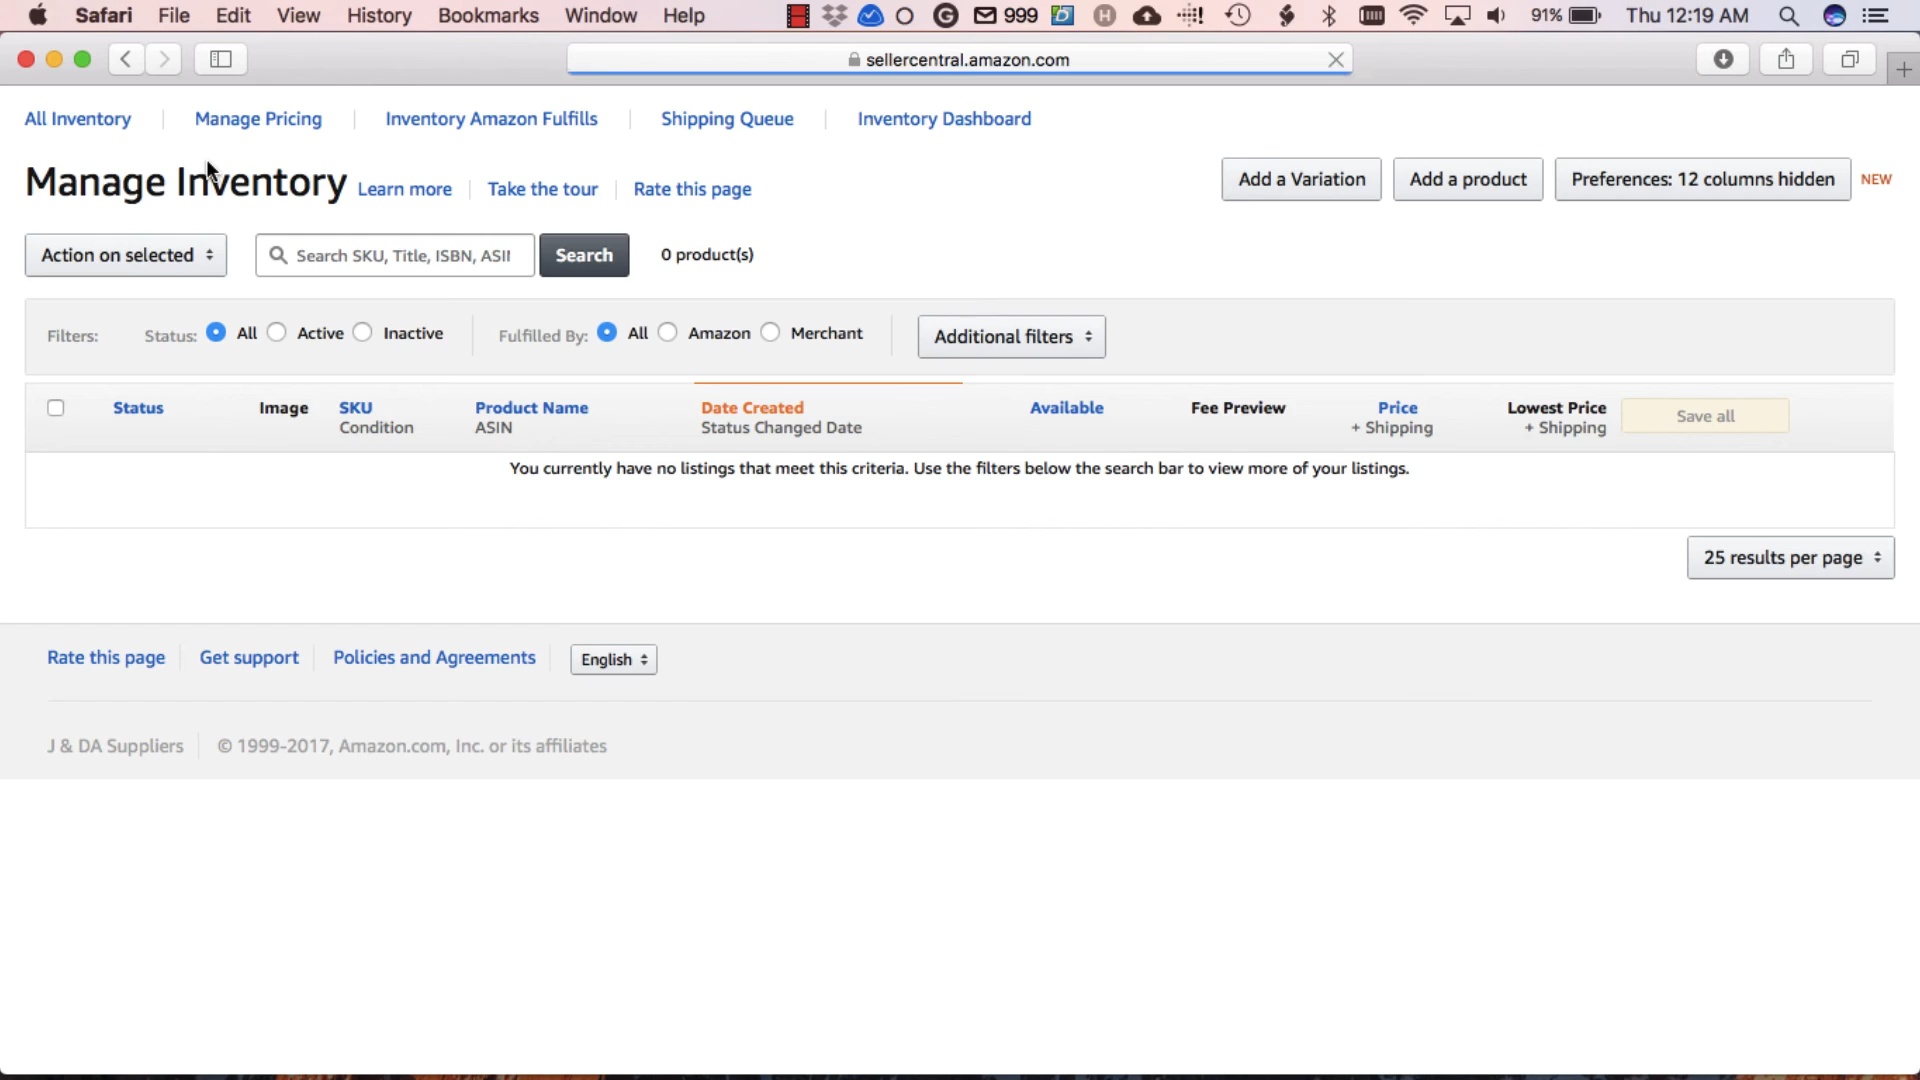 Safari File Edit View History Bookmarks Window Help 999 91% Thu 12:19 AM
sellercentral.amazon.com
All Inventory Manage Pricing Inventory Amazon Fulfills Shipping Queue Inventory Dashboard
Manage Inventory Learn more Take the tour Rate this page Add a Variation Add a product Preferences: 12 columns hidden NEW
Action on selected Search SKU, Title, ISBN, ASIN Search 0 product(s)
Filters: Status: All Active Inactive Fulfilled By: All Amazon Merchant Additional filters
Status Image SKU Product Name Date Created Available Fee Preview Price Lowest Price Save all
Condition ASIN Status Changed Date + Shipping + Shipping
You currently have no listings that meet this criteria. Use the filters below the search bar to view more of your listings.
25 results per page
Rate this page Get support Policies and Agreements English
J & DA Suppliers © 1999-2017, Amazon.com, Inc. or its affiliates